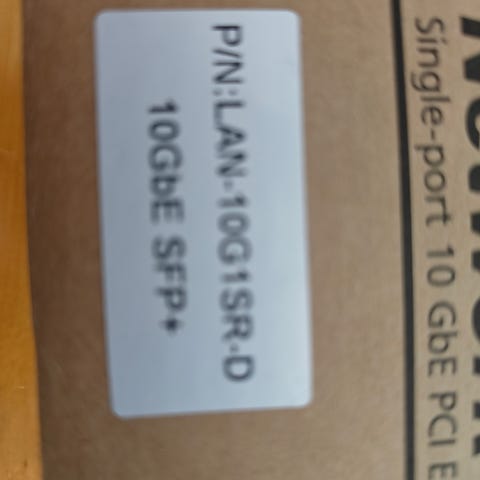 P/N:LAN-10G1SR-D
10GbE SFP+
Single-port 10 GbE PCI E